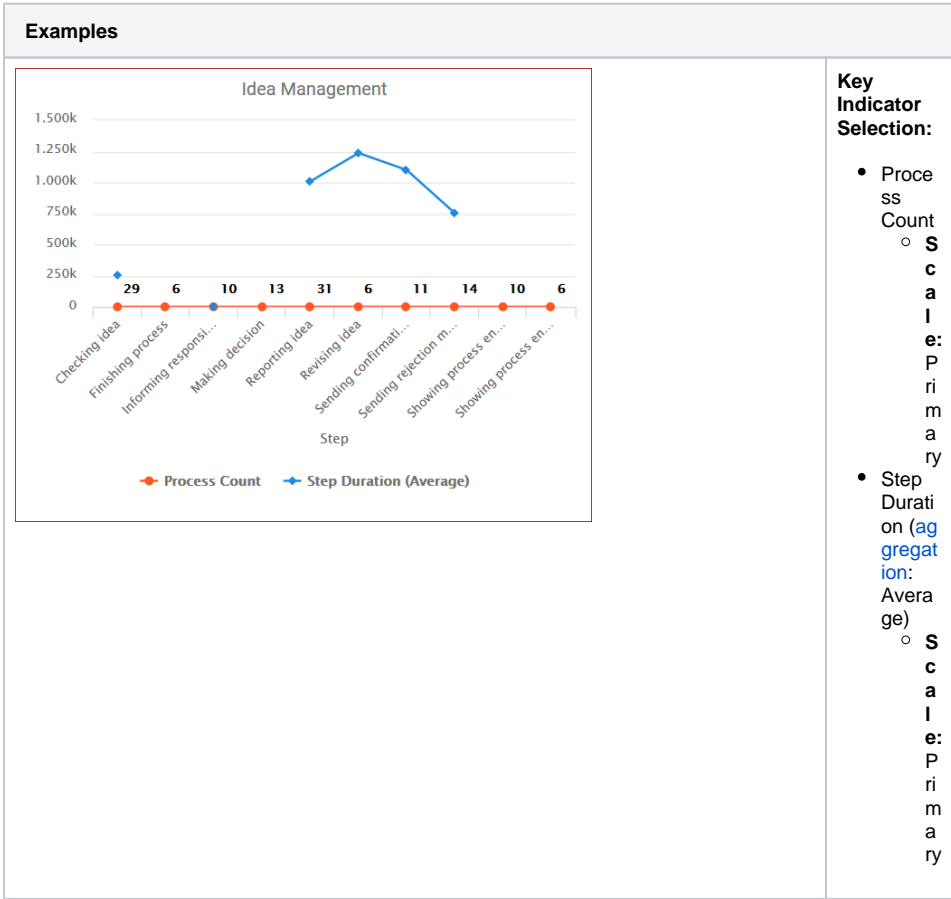 Examples
Idea Management
1.500k
1.250k
1.000k
750k
500k
250k
0
29 6 10 13 31 6 11 14 10 6
Checking idea
Finishing process
Informing responsi...
Making decision
Reporting idea
Revising idea
Sending confirmati...
Sending rejection m...
Showing process en...
Showing process en...
Step
Process Count Step Duration (Average)
Key
Indicator
Selection:
Proce
ss
Count
S
c
a
l
e:
P
ri
m
a
ry
Step
Durati
on (ag
gregat
ion:
Avera
ge)
S
c
a
l
e:
P
ri
m
a
ry